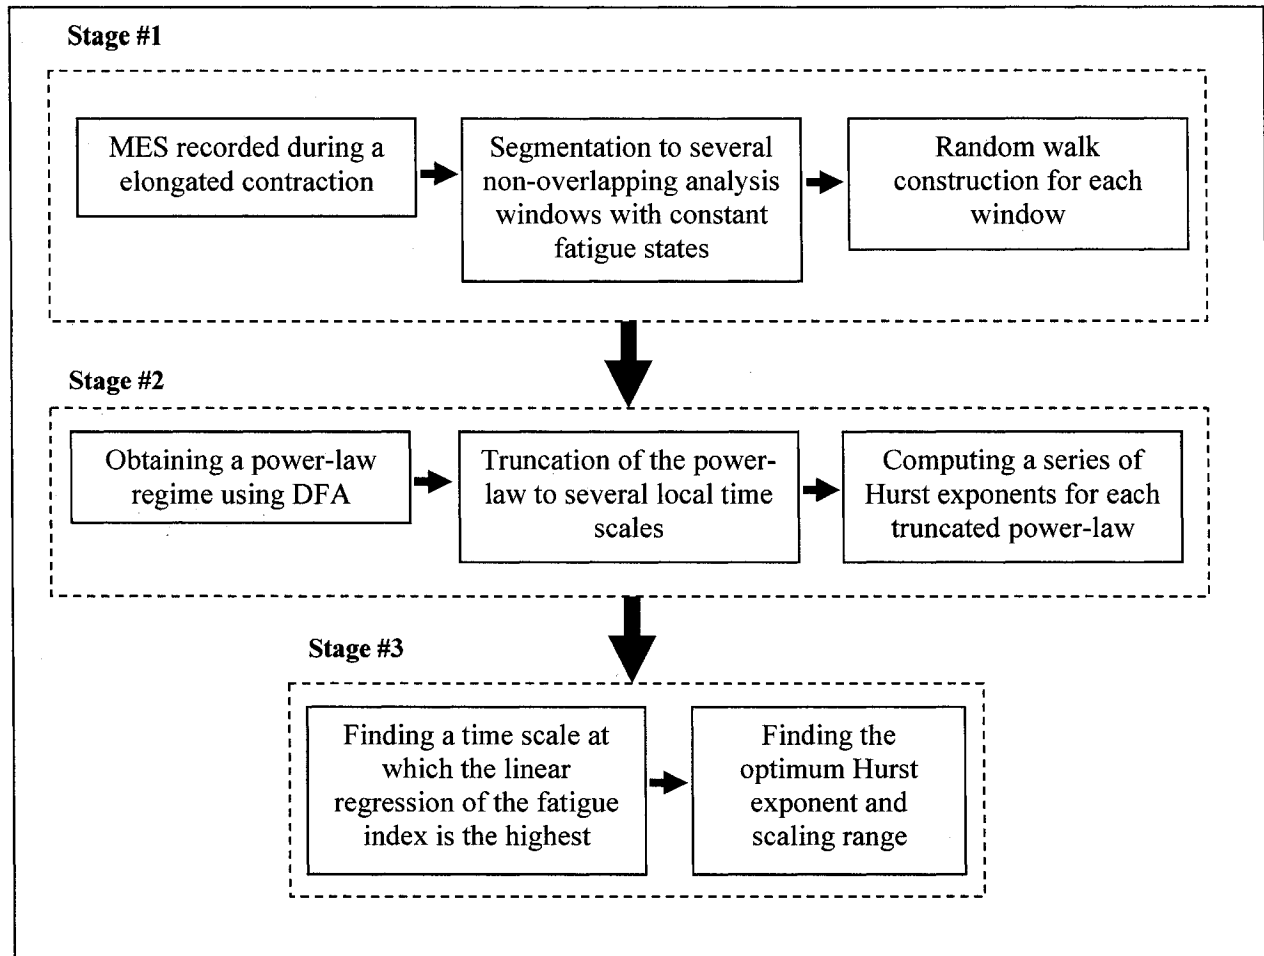 Stage #1
MES recorded during a
elongated contraction
Segmentation to several
non-overlapping analysis
windows with constant
fatigue states
Random walk
construction for each
window
Stage #2
Obtaining a power-law
regime using DFA
Truncation of the power-
law to several local time
scales
Computing a series of
Hurst exponents for each
truncated power-law
Stage #3
Finding a time scale at
which the linear
regression of the fatigue
index is the highest
Finding the
optimum Hurst
exponent and
scaling range